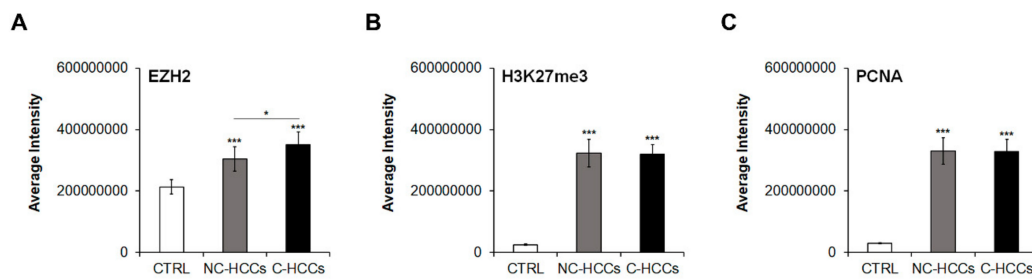 A
EZH2
Average Intensity
600000000
400000000
200000000
0
***
*
***
CTRL NC-HCCs C-HCCs
B
H3K27me3
Average Intensity
600000000
400000000
200000000
0
***
***
CTRL NC-HCCs C-HCCs
C
PCNA
Average Intensity
600000000
400000000
200000000
0
***
***
CTRL NC-HCCs C-HCCs